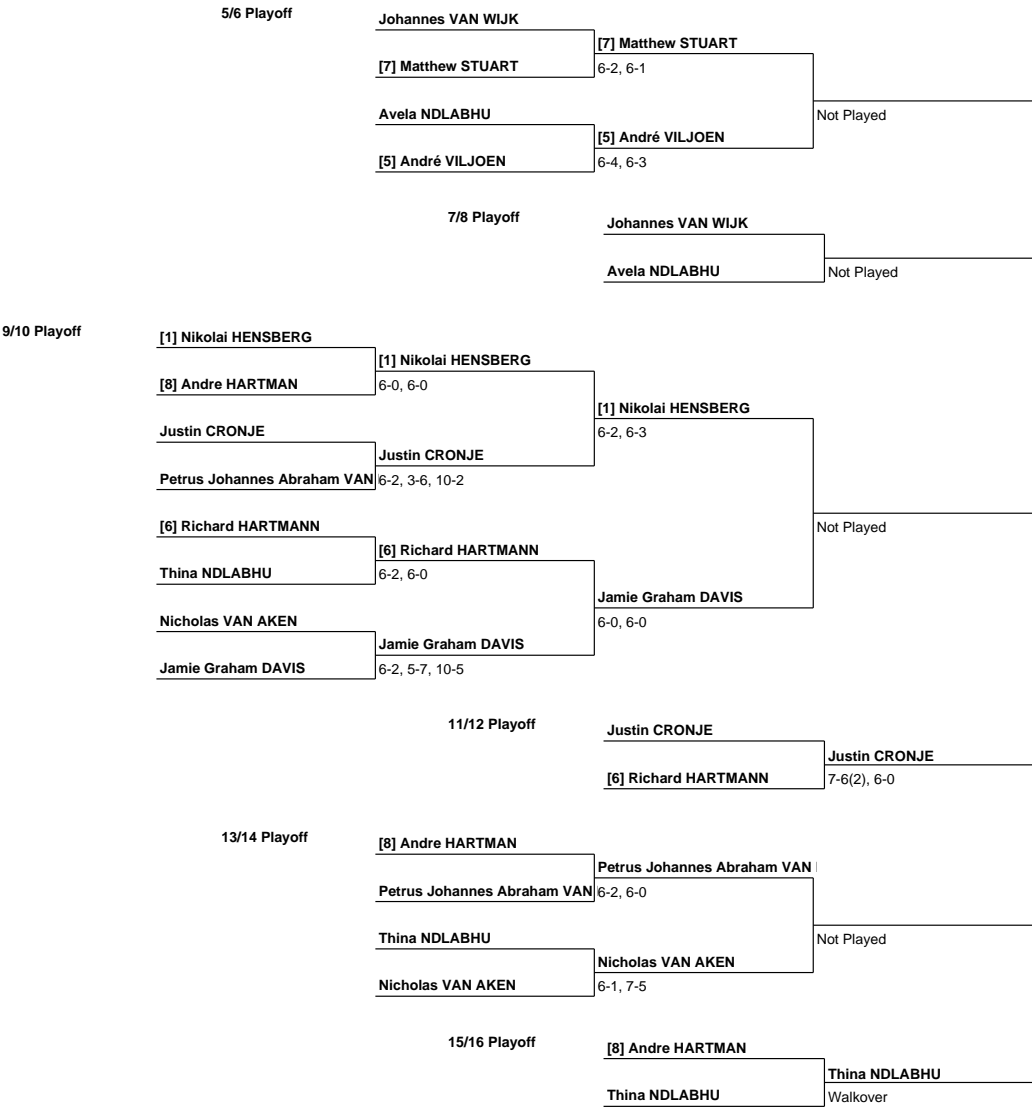 5/6 Playoff
Johannes VAN WIJK
[7] Matthew STUART
[7] Matthew STUART
6-2, 6-1
Avela NDLABHU
Not Played
[5] André VILJOEN
[5] André VILJOEN
6-4, 6-3
7/8 Playoff
Johannes VAN WIJK
Avela NDLABHU
Not Played
9/10 Playoff
[1] Nikolai HENSBERG
[1] Nikolai HENSBERG
[8] Andre HARTMAN
6-0, 6-0
[1] Nikolai HENSBERG
Justin CRONJE
6-2, 6-3
Justin CRONJE
Petrus Johannes Abraham VAN
6-2, 3-6, 10-2
[6] Richard HARTMANN
Not Played
[6] Richard HARTMANN
Thina NDLABHU
6-2, 6-0
Jamie Graham DAVIS
Nicholas VAN AKEN
6-0, 6-0
Jamie Graham DAVIS
Jamie Graham DAVIS
6-2, 5-7, 10-5
11/12 Playoff
Justin CRONJE
Justin CRONJE
[6] Richard HARTMANN
7-6(2), 6-0
13/14 Playoff
[8] Andre HARTMAN
Petrus Johannes Abraham VAN
Petrus Johannes Abraham VAN
6-2, 6-0
Thina NDLABHU
Not Played
Nicholas VAN AKEN
Nicholas VAN AKEN
6-1, 7-5
15/16 Playoff
[8] Andre HARTMAN
Thina NDLABHU
Thina NDLABHU
Walkover